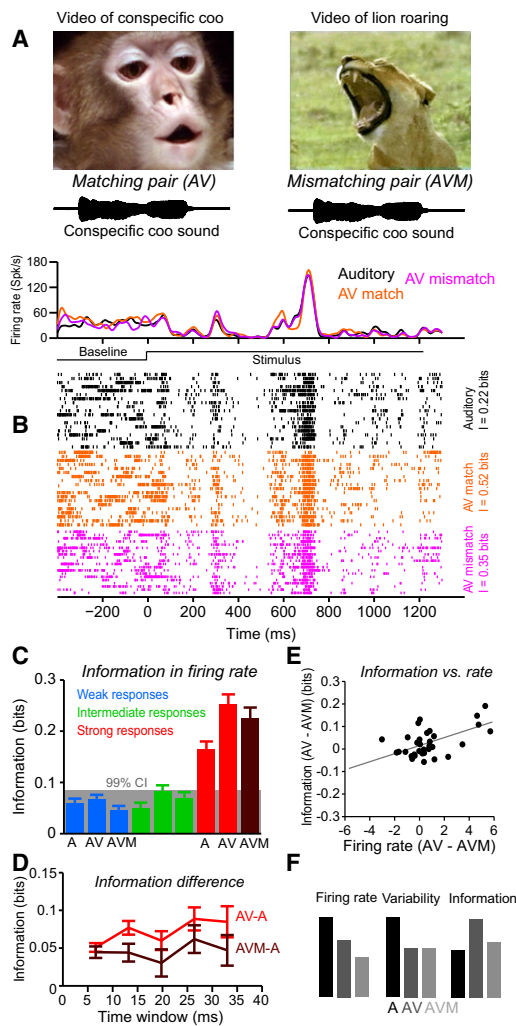 Video of conspecific coo
Video of lion roaring
A
Matching pair (AV)
Mismatching pair (AVM)
Conspecific coo sound
Conspecific coo sound
Firing rate (Spk/s)
180
120
60
0
Auditory
AV match
AV mismatch
Baseline
Stimulus
B
Auditory
I = 0.22 bits
AV match
I = 0.52 bits
AV mismatch
I = 0.35 bits
−200 0 200 400 600 800 1000 1200
Time (ms)
C
Information in firing rate
Information (bits)
0.3
0.2
0.1
0
Weak responses
Intermediate responses
Strong responses
99% CI
A AV AVM A AV AVM
D
Information difference
Information (bits)
0.15
0.1
0.05
0
AV-A
AVM-A
0 5 10 15 20 25 30 35 40
Time window (ms)
E
Information vs. rate
Information (AV - AVM) (bits)
0.3
0.2
0.1
0
-0.1
-0.3
-6 -4 -2 0 2 4 6
Firing rate (AV - AVM)
F
Firing rate Variability Information
A AV AVM